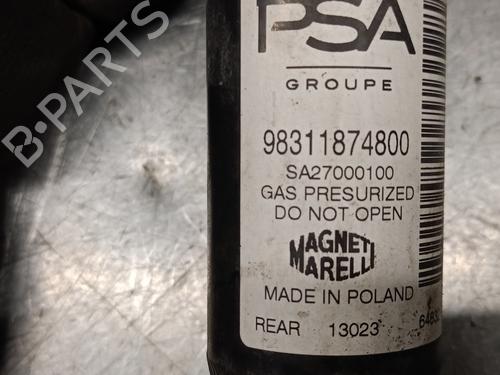 PSA
GROUPE
98311874800
SA27000100
GAS PRESURIZED
DO NOT OPEN
MAGNETI
MARELLI
MADE IN POLAND
REAR 13023
B-PARTS